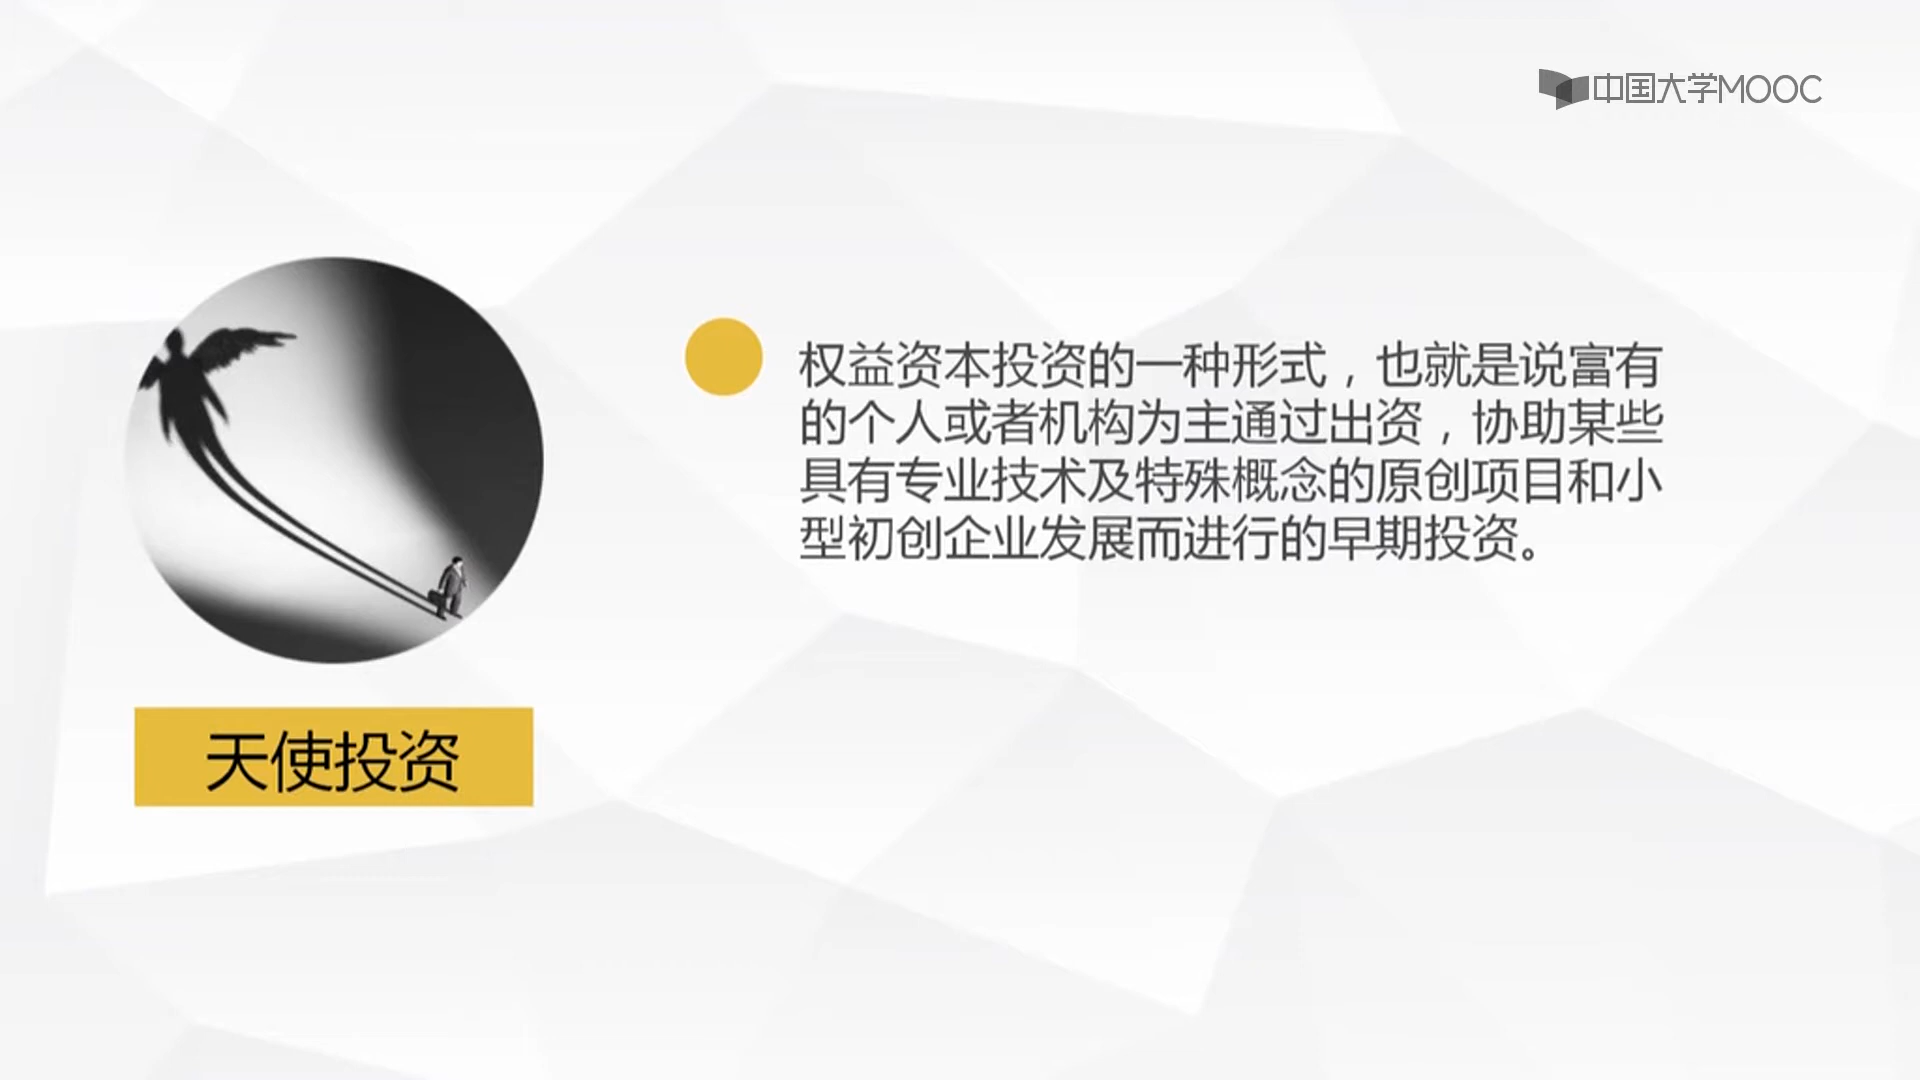 中国大学MOOC
权益资本投资的一种形式，也就是说富有
的个人或者机构为主通过出资，协助某些
具有专业技术及特殊概念的原创项目和小
型初创企业发展而进行的早期投资。
天使投资